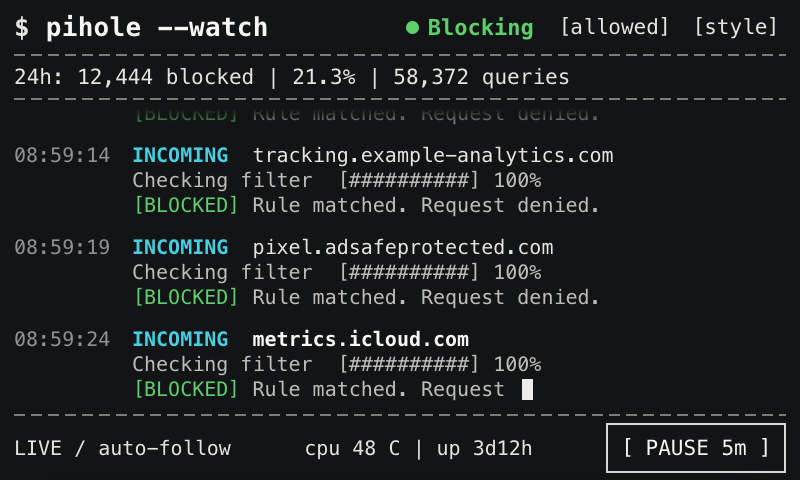 $ pihole --watch ● Blocking [allowed] [style]
24h: 12,444 blocked | 21.3% | 58,372 queries
[BLOCKED] Rule matched. Request denied.
08:59:14 INCOMING tracking.example-analytics.com
Checking filter [##########] 100%
[BLOCKED] Rule matched. Request denied.
08:59:19 INCOMING pixel.adsafeprotected.com
Checking filter [##########] 100%
[BLOCKED] Rule matched. Request denied.
08:59:24 INCOMING metrics.icloud.com
Checking filter [##########] 100%
[BLOCKED] Rule matched. Request
LIVE / auto-follow cpu 48 C | up 3d12h [ PAUSE 5m ]